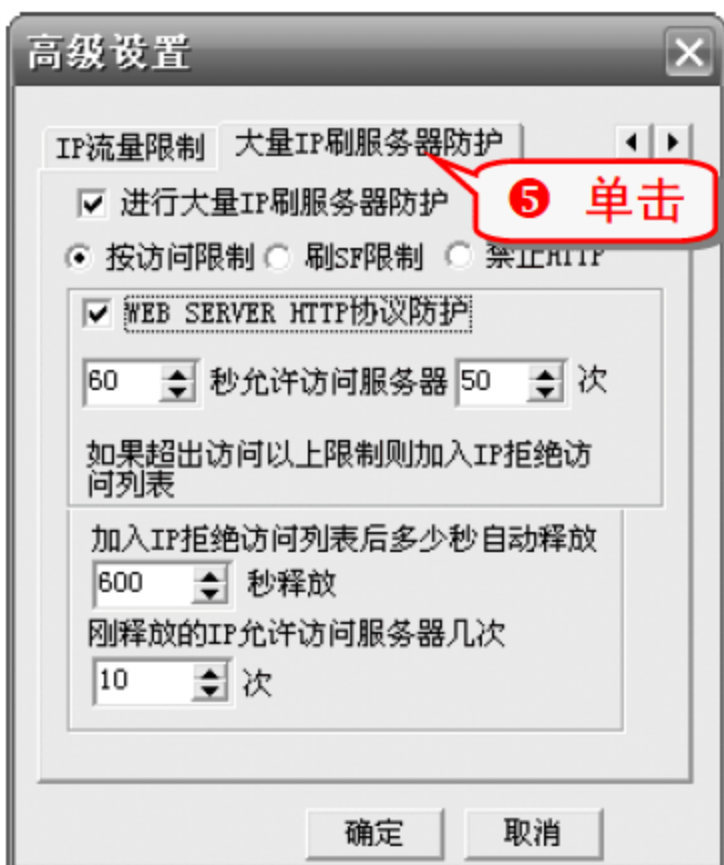 高级设置
IP流量限制 大量IP刷服务器防护
❺ 单击
进行大量IP刷服务器防护
按访问限制 刷SF限制 禁止HTTP
WEB SERVER HTTP协议防护
60 秒允许访问服务器 50 次
如果超出访问以上限制则加入IP拒绝访
问列表
加入IP拒绝访问列表后多少秒自动释放
600 秒释放
刚释放的IP允许访问服务器几次
10 次
确定 取消